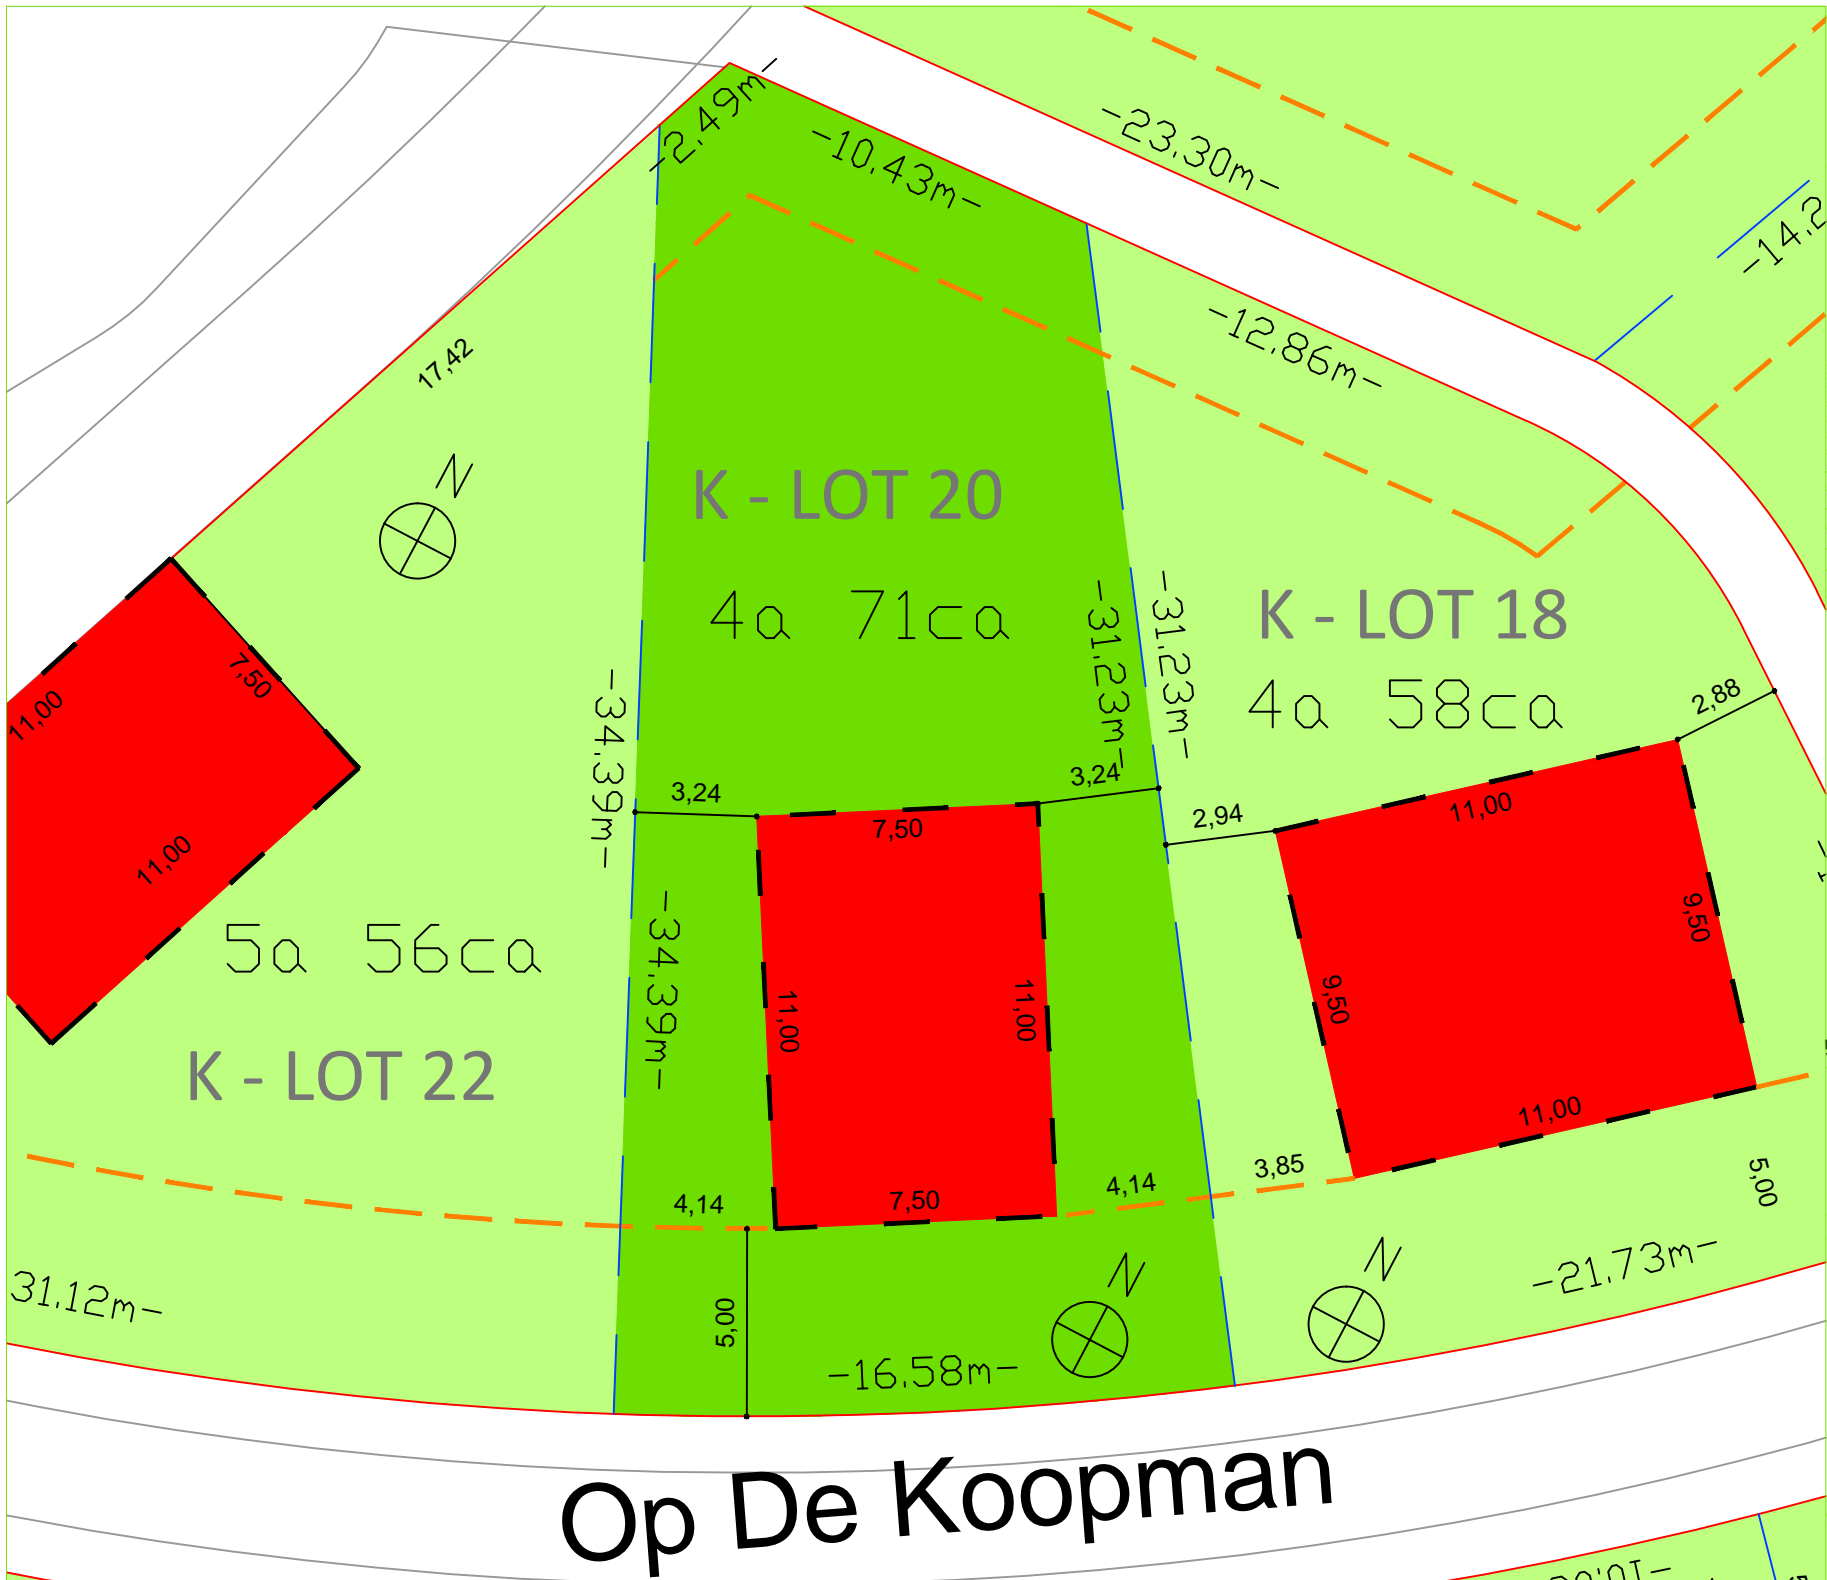 -2.49m-
-10.43m-
-23.30m-
-14.2
17,42
-12.86m-
N
K - LOT 20
4a 71ca
K - LOT 18
4a 58ca
-31.23m-
-31.23m-
-34.39m-
7,50
11,00
2,88
3,24
3,24
7,50
2,94
11,00
11,00
9,50
5a 56ca
-34.39m-
11,00
11,00
9,50
K - LOT 22
4,14
7,50
4,14
3,85
11,00
5,00
31.12m-
5,00
N
N
-21.73m-
-16.58m-
Op De Koopman